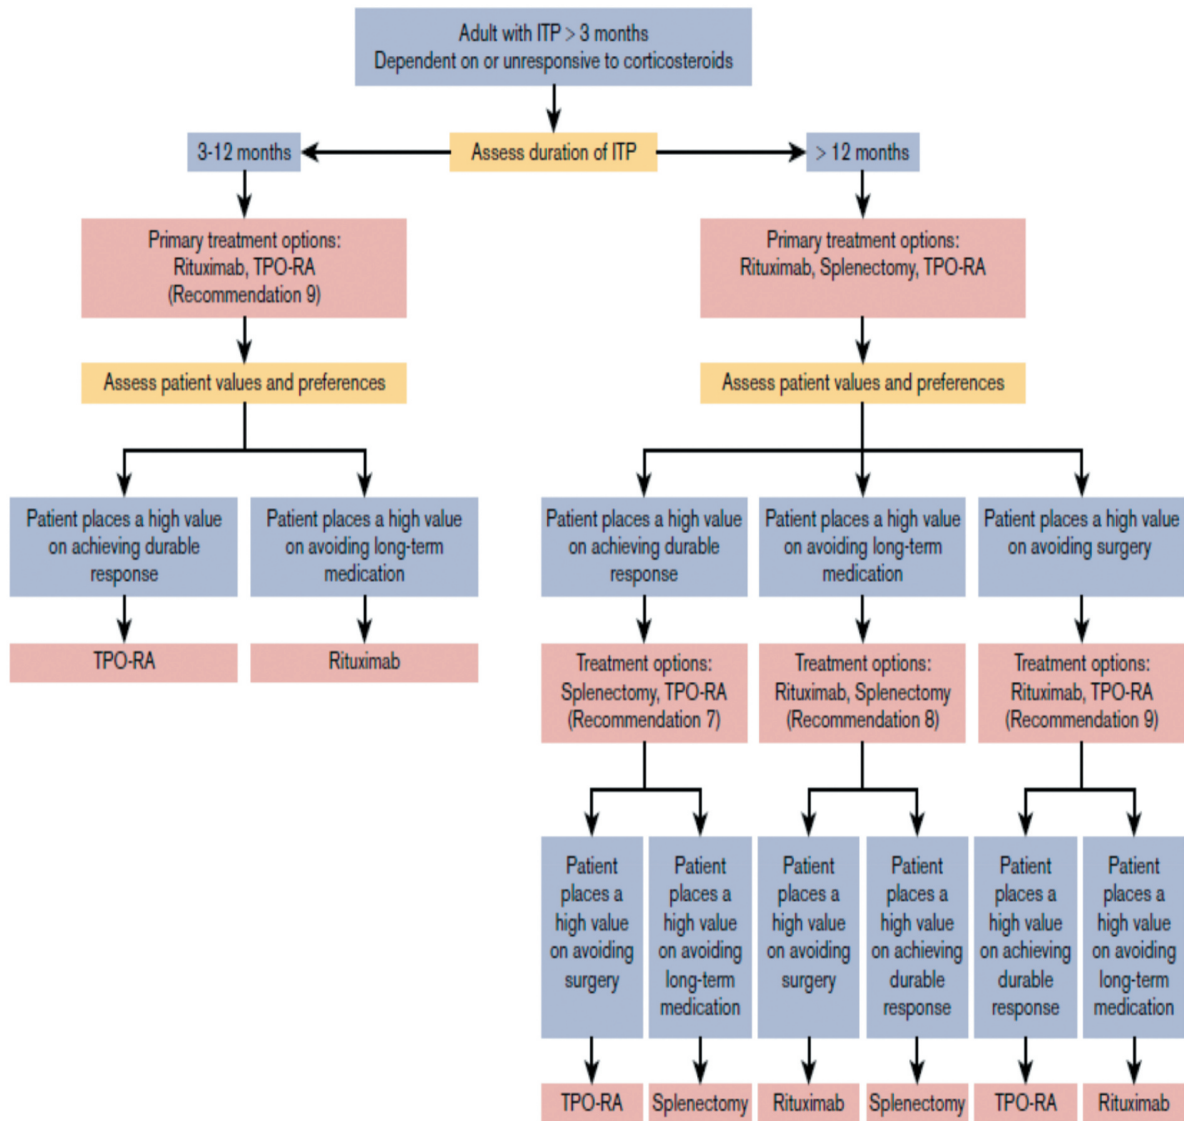 Adult with ITP > 3 months
Dependent on or unresponsive to corticosteroids
3-12 months
Assess duration of ITP
> 12 months
Primary treatment options:
Rituximab, TPO-RA
(Recommendation 9)
Primary treatment options:
Rituximab, Splenectomy, TPO-RA
Assess patient values and preferences
Assess patient values and preferences
Patient places a high value
on achieving durable
response
Patient places a high value
on avoiding long-term
medication
Patient places a high value
on achieving durable
response
Patient places a high value
on avoiding long-term
medication
Patient places a high value
on avoiding surgery
TPO-RA
Rituximab
Treatment options:
Splenectomy, TPO-RA
(Recommendation 7)
Treatment options:
Rituximab, Splenectomy
(Recommendation 8)
Treatment options:
Rituximab, TPO-RA
(Recommendation 9)
Patient
places a
high value
on avoiding
surgery
Patient
places a
high value
on avoiding
long-term
medication
Patient
places a
high value
on avoiding
surgery
Patient
places a
high value
on achieving
durable
response
Patient
places a
high value
on achieving
durable
response
Patient
places a
high value
on avoiding
long-term
medication
TPO-RA
Splenectomy
Rituximab
Splenectomy
TPO-RA
Rituximab